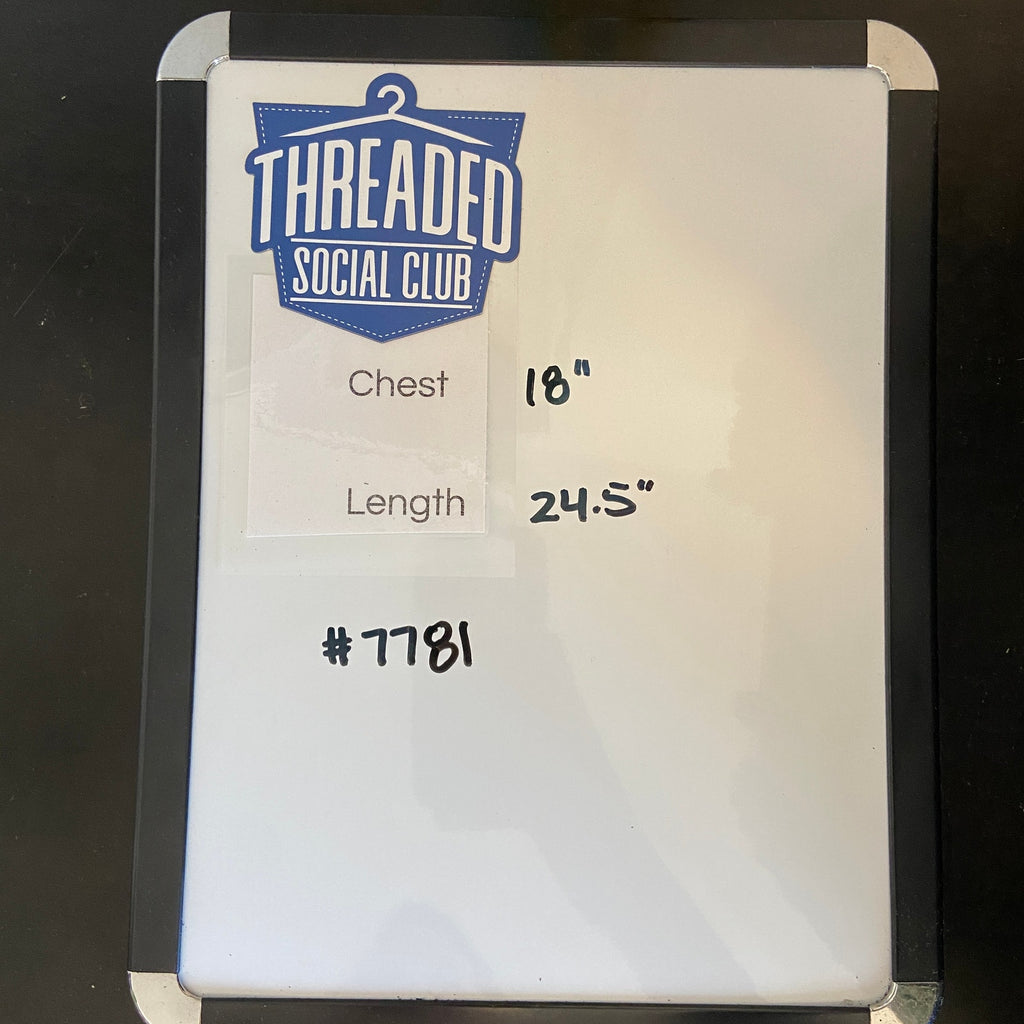 THREADED
SOCIAL CLUB
Chest 18"
Length 24.5"
#7781